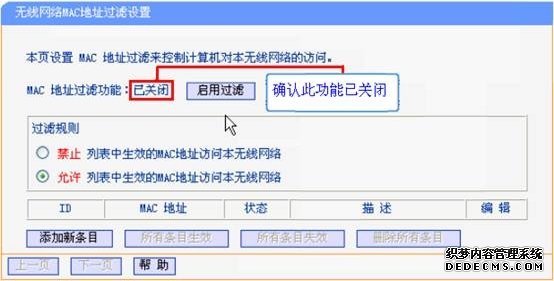 无线网络MAC地址过滤设置
本页设置 MAC 地址过滤来控制计算机对本无线网络的访问。
MAC 地址过滤功能：已关闭 启用过滤 确认此功能已关闭
过滤规则
禁止 列表中生效的MAC地址访问本无线网络
允许 列表中生效的MAC地址访问本无线网络
ID MAC 地址 状态 描 述 编 辑
添加新条目 所有条目生效 所有条目失效 删除所有条目
上一页 下一页 帮 助
织梦内容管理系统
DEDECMS.COM